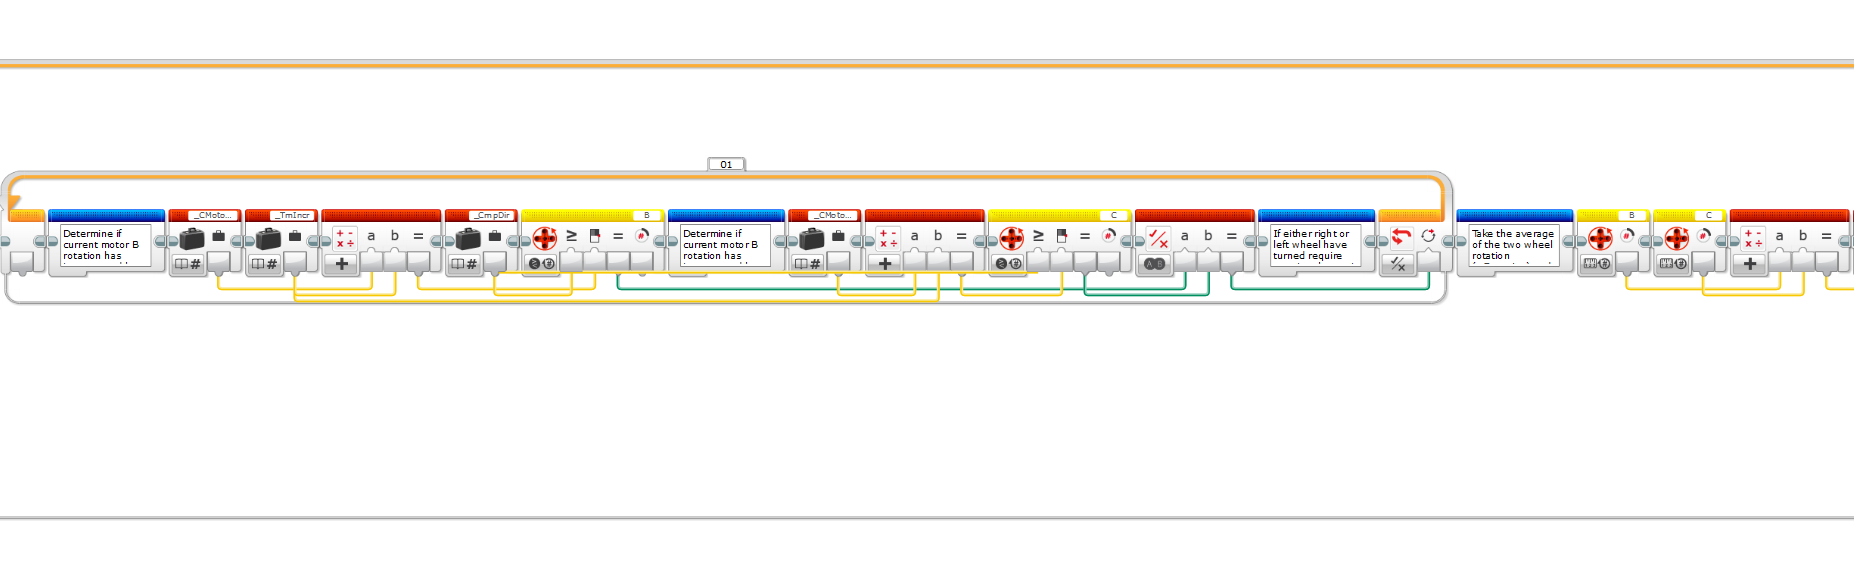 01
_CMoto...
_TmIncr
_CmpDir
B
_CMoto...
C
B
C
Determine if
current motor B
rotation has
a b =
≥ =
Determine if
current motor B
rotation has
a b =
≥ =
a b =
If either right or
left wheel have
turned require
Take the average
of the two wheel
rotation
a b =